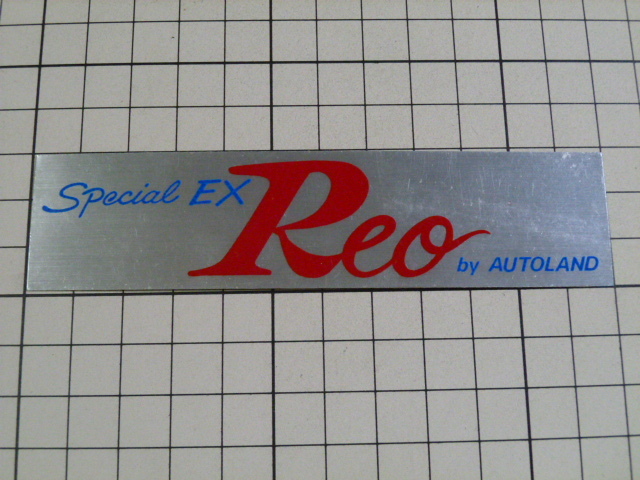 Special EX
Reo
by AUTOLAND